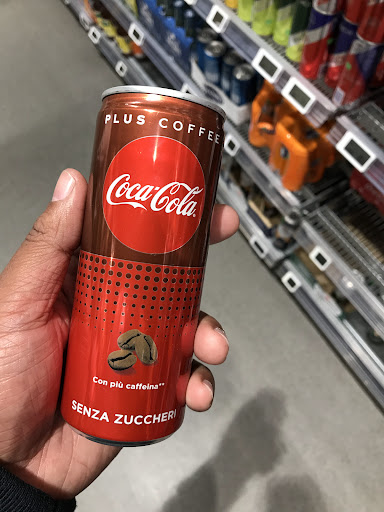 PLUS COFFEE
Coca-Cola
Con più caffeina**
SENZA ZUCCHERI